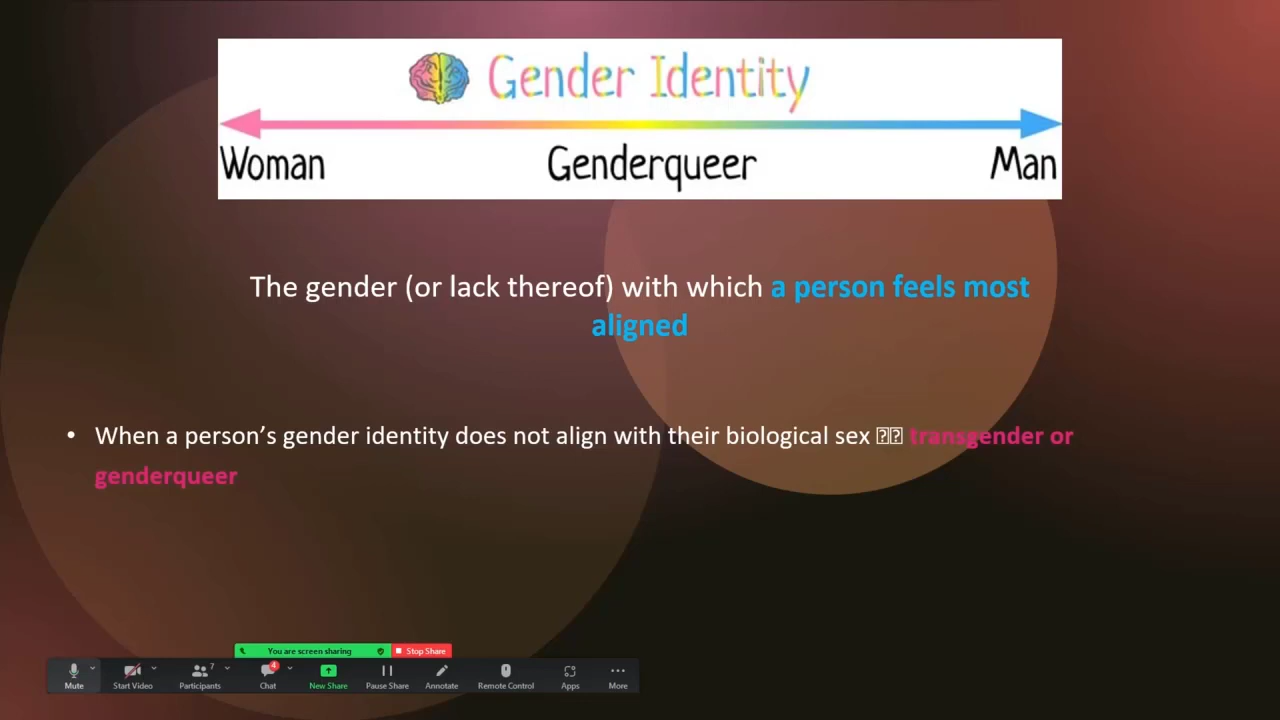 Gender Identity
Woman Genderqueer Man
The gender (or lack thereof) with which a person feels most
aligned
• When a person’s gender identity does not align with their biological sex transgender or
genderqueer
You are screen sharing Stop Share
7 4
Mute Start Video Participants Chat New Share Pause Share Annotate Remote Control Apps More